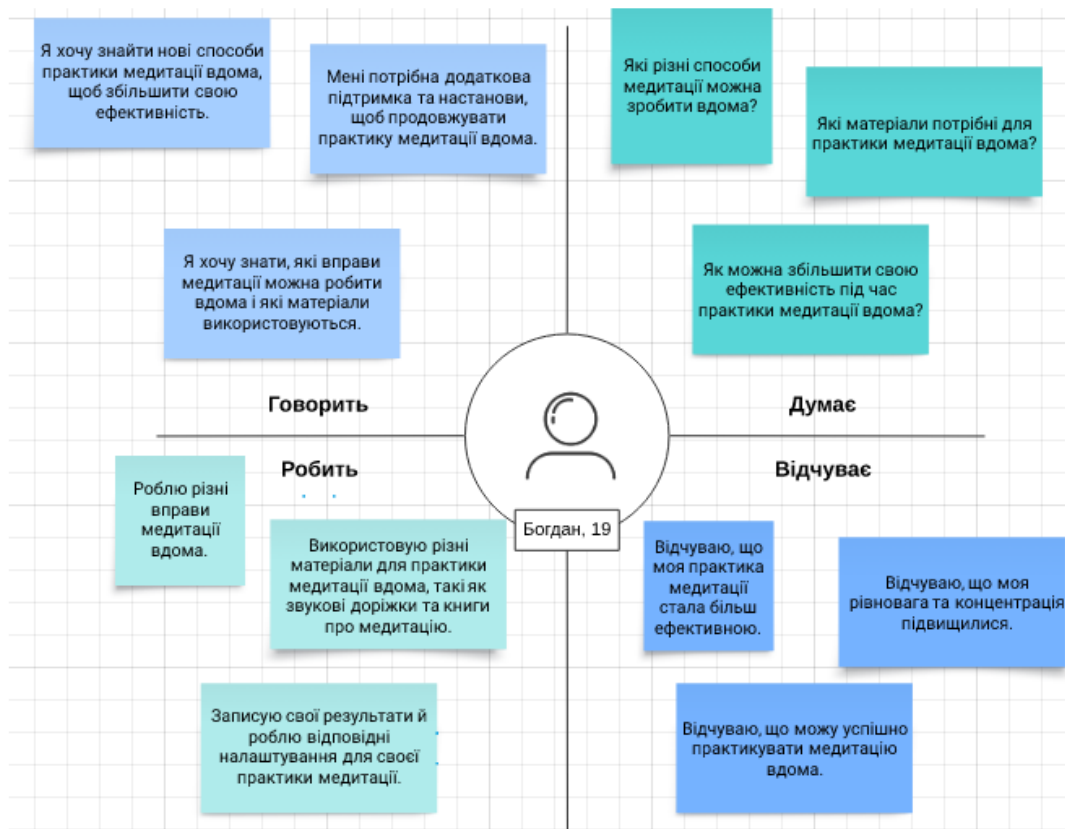 Я хочу знайти нові способи
практики медитації вдома,
щоб збільшити свою
ефективність.
Мені потрібна додаткова
підтримка та настанови,
щоб продовжувати
практику медитації вдома.
Я хочу знати, які вправи
медитації можна робити
вдома і які матеріали
використовуються.
Говорить
Які різні способи
медитації можна
зробити вдома?
Які матеріали потрібні для
практики медитації вдома?
Як можна збільшити свою
ефективність під час
практики медитації вдома?
Думає
Робить
Роблю різні
вправи
медитації
вдома.
Використовую різні
матеріали для практики
медитації вдома, такі як
звукові доріжки та книги
про медитацію.
Записую свої результати й
роблю відповідні
налаштування для своєї
практики медитації.
Богдан, 19
Відчуває
Відчуваю, що
моя практика
медитації
стала більш
ефективною.
Відчуваю, що моя
рівновага та концентрація
підвищилися.
Відчуваю, що можу успішно
практикувати медитацію
вдома.